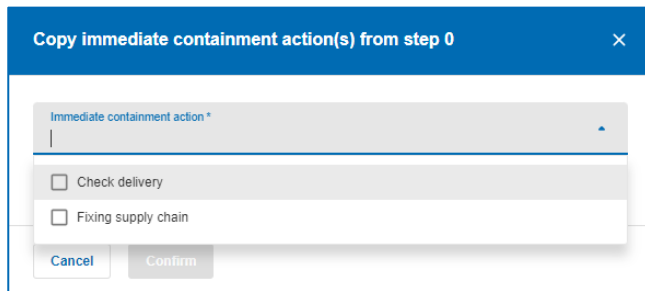 Copy immediate containment action(s) from step 0
Immediate containment action *
Check delivery
Fixing supply chain
Cancel
Confirm